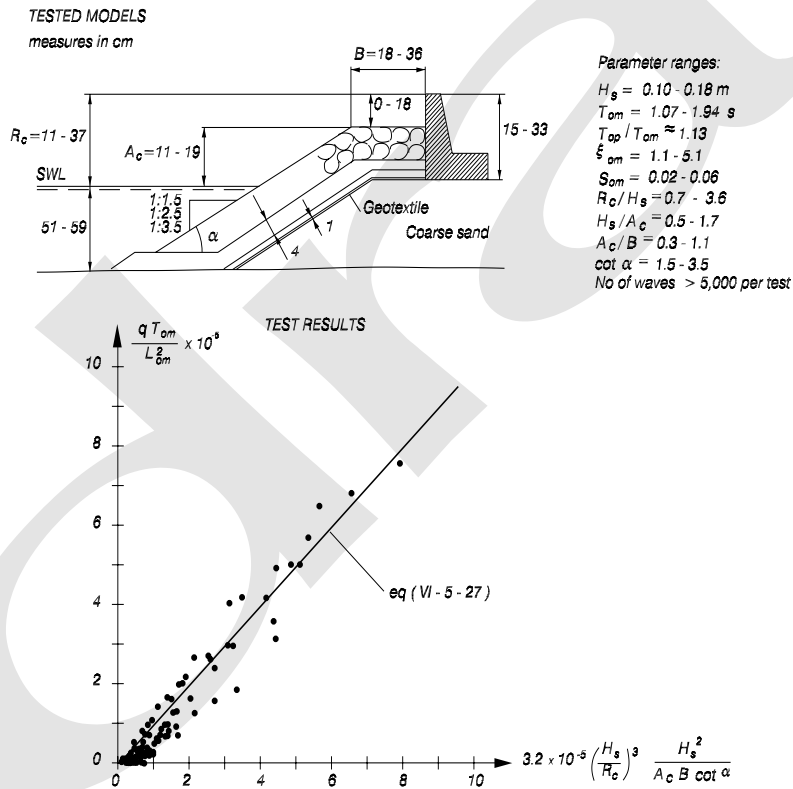 TESTED MODELS
measures in cm
B=18 - 36
0 - 18
15 - 33
R_c=11 - 37
A_c=11 - 19
SWL
1:1.5
1:2.5
1:3.5
α
51 - 59
4
1
Geotextile
Coarse sand
Parameter ranges:
H_s = 0.10 - 0.18 m
T_om = 1.07 - 1.94 s
T_op / T_om ≈ 1.13
ξ_om = 1.1 - 5.1
S_om = 0.02 - 0.06
R_c/H_s = 0.7 - 3.6
H_s/A_c = 0.5 - 1.7
A_c/B = 0.3 - 1.1
cot α = 1.5 - 3.5
No of waves > 5,000 per test
TEST RESULTS
q T_om / L²_om × 10⁻⁵
10
8
6
4
2
0
eq ( VI - 5 - 27 )
0 2 4 6 8 10
3.2 × 10⁻⁵ (H_s / R_c)³ H_s² / A_c B cot α
dra